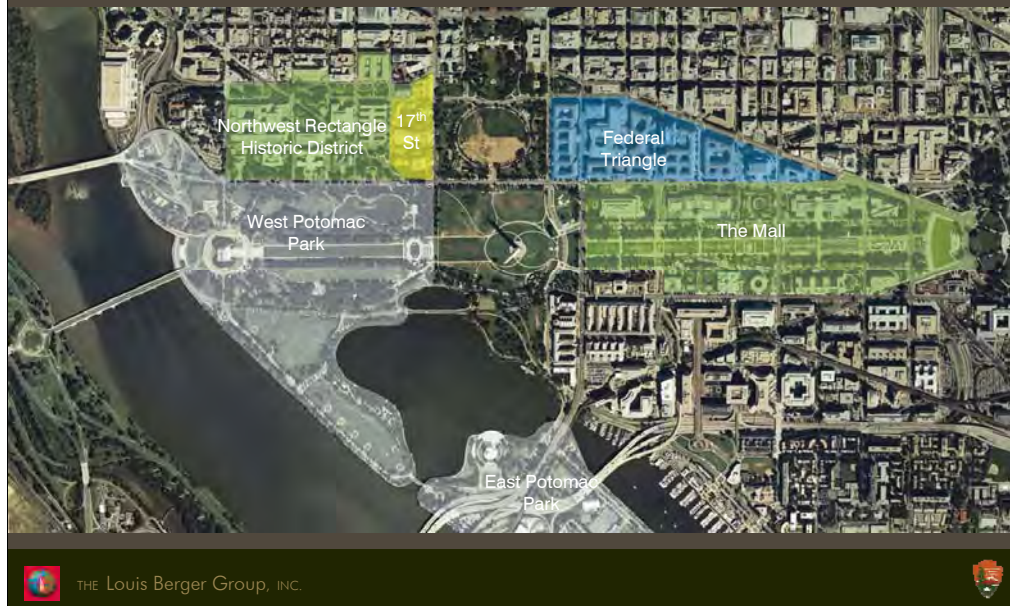 Northwest Rectangle
Historic District
17th
St
Federal
Triangle
West Potomac
Park
The Mall
East Potomac
Park
THE Louis Berger Group, INC.